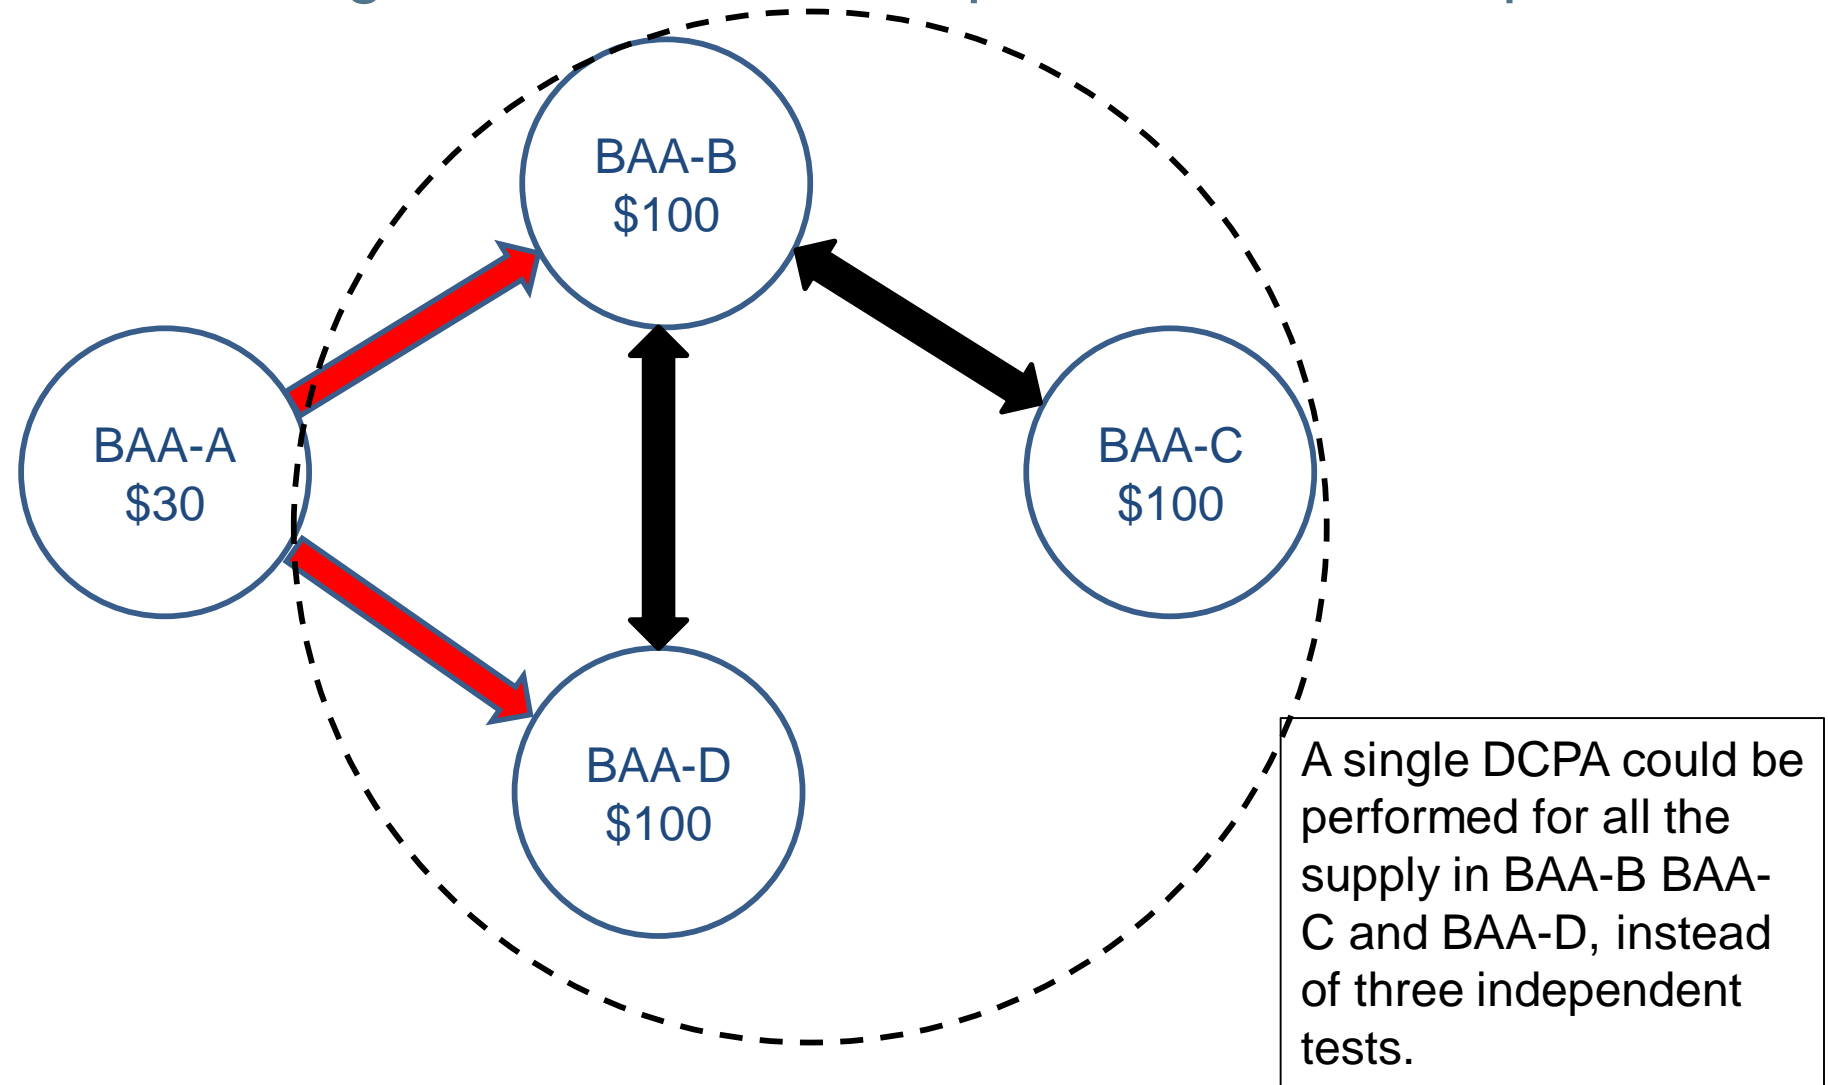 BAA-B
$100
BAA-A
$30
BAA-C
$100
BAA-D
$100
A single DCPA could be
performed for all the
supply in BAA-B BAA-
C and BAA-D, instead
of three independent
tests.